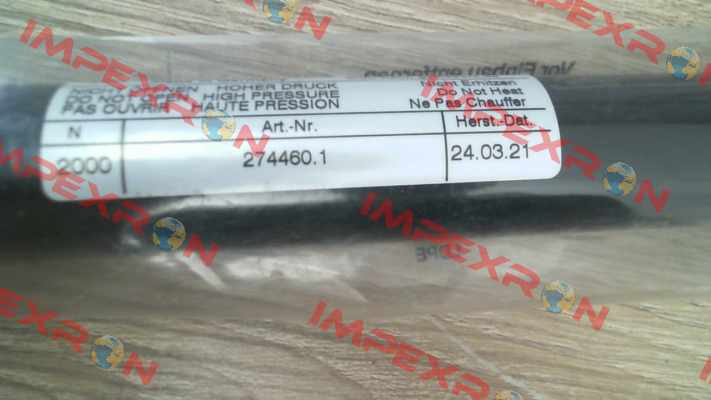 Vor Einbau entfernen
NICHT ÖFFNEN HOHER DRUCK Nicht Erhitzen
DO NOT OPEN HIGH PRESSURE Do Not Heat
PAS OUVRIR HAUTE PRESSION Ne Pas Chauffer
N Art.-Nr. Herst.-Dat.
2000 274460.1 24.03.21
IMPEXRON
IMPEXRON
IMPEXRON
IMPEXRON
IMPEXRON
IMPEXRON
IMPEXRON